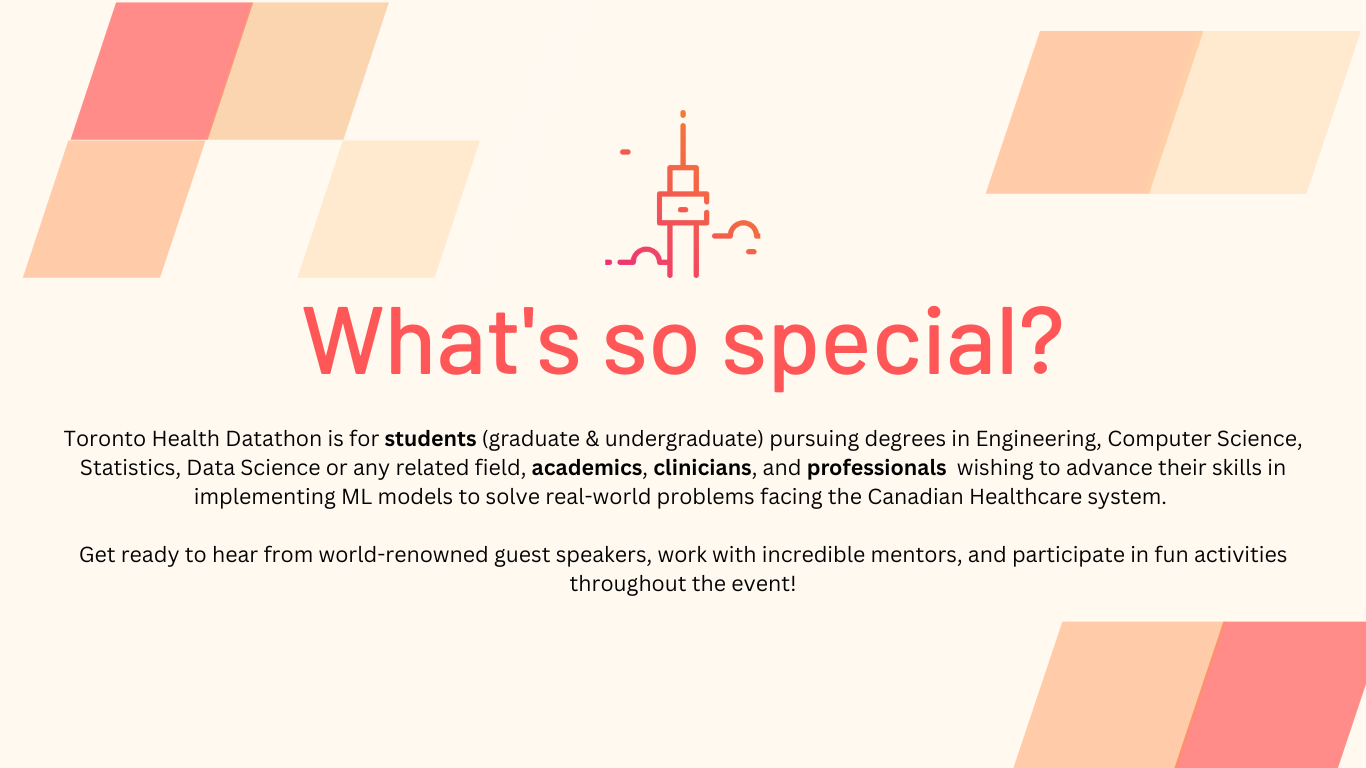 What's so special?
Toronto Health Datathon is for students (graduate & undergraduate) pursuing degrees in Engineering, Computer Science,
Statistics, Data Science or any related field, academics, clinicians, and professionals  wishing to advance their skills in
implementing ML models to solve real-world problems facing the Canadian Healthcare system.
Get ready to hear from world-renowned guest speakers, work with incredible mentors, and participate in fun activities
throughout the event!